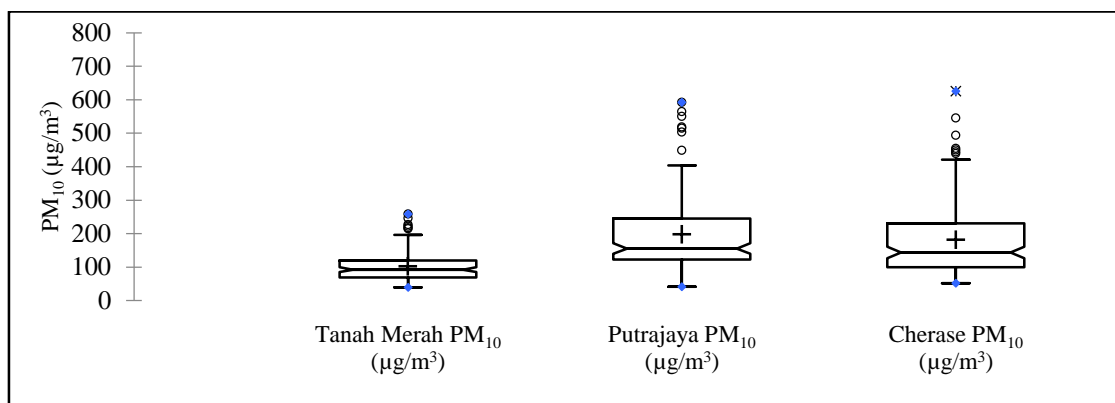 PM₁₀ (µg/m³)
800
700
600
500
400
300
200
100
0
Tanah Merah PM₁₀
(µg/m³)
Putrajaya PM₁₀
(µg/m³)
Cherase PM₁₀
(µg/m³)